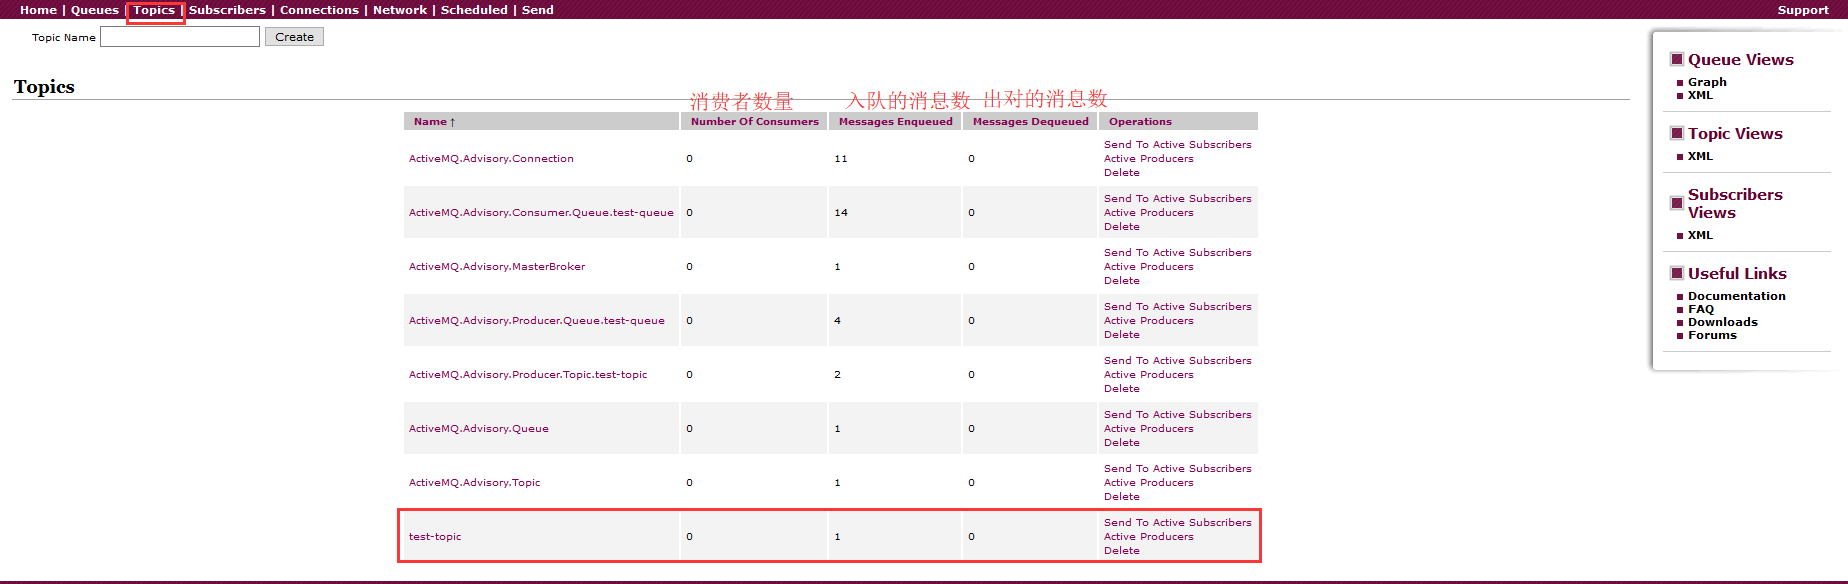 Home | Queues | Topics | Subscribers | Connections | Network | Scheduled | Send
Support
Topic Name
Create
Topics
消费者数量 入队的消息数 出对的消息数
Name ↑ Number Of Consumers Messages Enqueued Messages Dequeued Operations
ActiveMQ.Advisory.Connection 0 11 0 Send To Active Subscribers
Active Producers
Delete
ActiveMQ.Advisory.Consumer.Queue.test-queue 0 14 0 Send To Active Subscribers
Active Producers
Delete
ActiveMQ.Advisory.MasterBroker 0 1 0 Send To Active Subscribers
Active Producers
Delete
ActiveMQ.Advisory.Producer.Queue.test-queue 0 4 0 Send To Active Subscribers
Active Producers
Delete
ActiveMQ.Advisory.Producer.Topic.test-topic 0 2 0 Send To Active Subscribers
Active Producers
Delete
ActiveMQ.Advisory.Queue 0 1 0 Send To Active Subscribers
Active Producers
Delete
ActiveMQ.Advisory.Topic 0 1 0 Send To Active Subscribers
Active Producers
Delete
test-topic 0 1 0 Send To Active Subscribers
Active Producers
Delete
Queue Views
Graph
XML
Topic Views
XML
Subscribers
Views
XML
Useful Links
Documentation
FAQ
Downloads
Forums